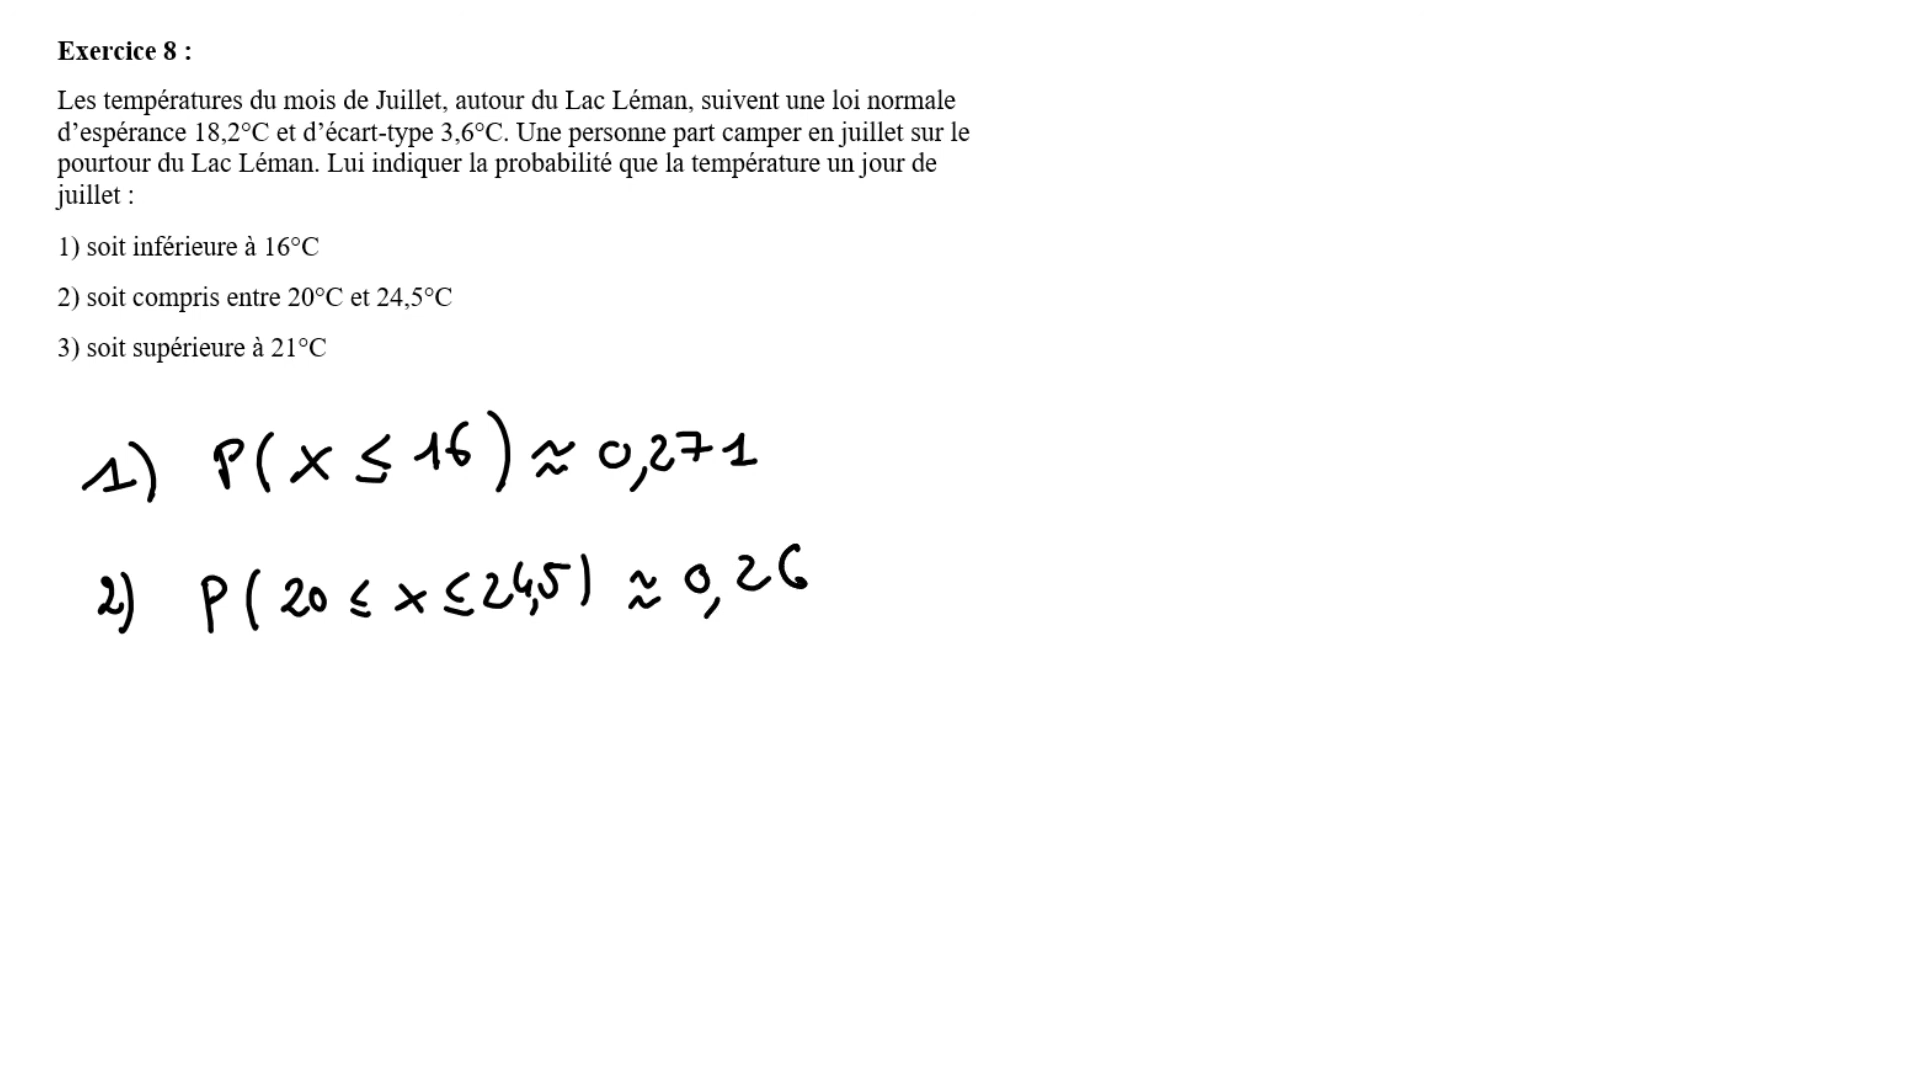 Exercice 8 :
Les températures du mois de Juillet, autour du Lac Léman, suivent une loi normale
d’espérance 18,2°C et d’écart-type 3,6°C. Une personne part camper en juillet sur le
pourtour du Lac Léman. Lui indiquer la probabilité que la température un jour de
juillet :
1) soit inférieure à 16°C
2) soit compris entre 20°C et 24,5°C
3) soit supérieure à 21°C
1) P(X ≤ 16) ≈ 0,271
2) P(20 ≤ X ≤ 24,5) ≈ 0,26